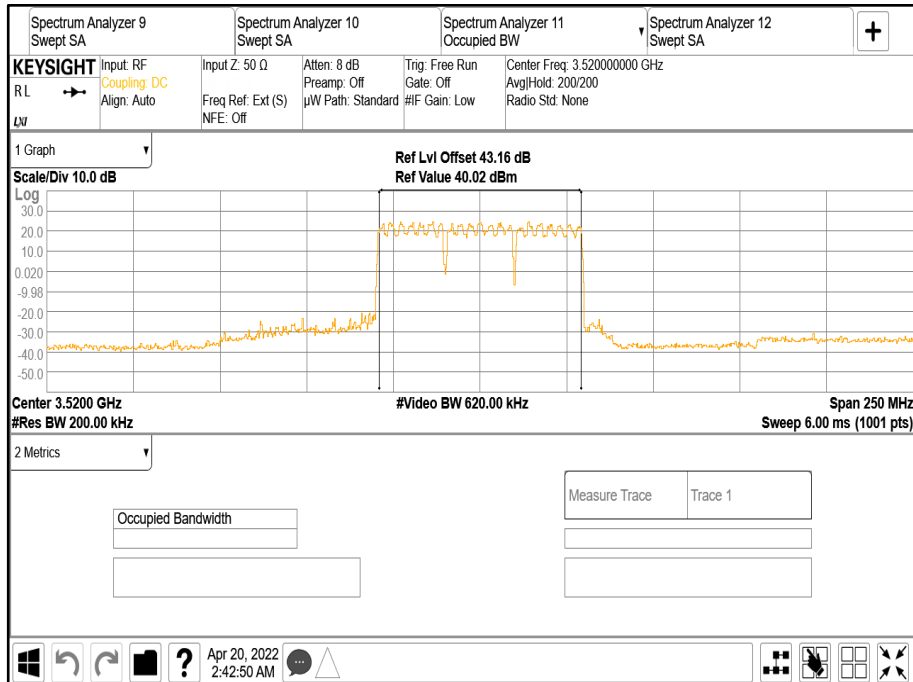 Spectrum Analyzer 9
Swept SA
Spectrum Analyzer 10
Swept SA
Spectrum Analyzer 11
Occupied BW
Spectrum Analyzer 12
Swept SA
+
KEYSIGHT
RL
LXI
Input: RF
Coupling: DC
Align: Auto
Input Z: 50 Ω
Freq Ref: Ext (S)
NFE: Off
Atten: 8 dB
Preamp: Off
µW Path: Standard
Trig: Free Run
Gate: Off
#IF Gain: Low
Center Freq: 3.520000000 GHz
Avg|Hold: 200/200
Radio Std: None
1 Graph
Scale/Div 10.0 dB
Ref Lvl Offset 43.16 dB
Ref Value 40.02 dBm
Log
30.0
20.0
10.0
0.020
-9.98
-20.0
-30.0
-40.0
-50.0
Center 3.5200 GHz
#Video BW 620.00 kHz
Span 250 MHz
#Res BW 200.00 kHz
Sweep 6.00 ms (1001 pts)
2 Metrics
Measure Trace
Trace 1
Occupied Bandwidth
?
Apr 20, 2022
2:42:50 AM